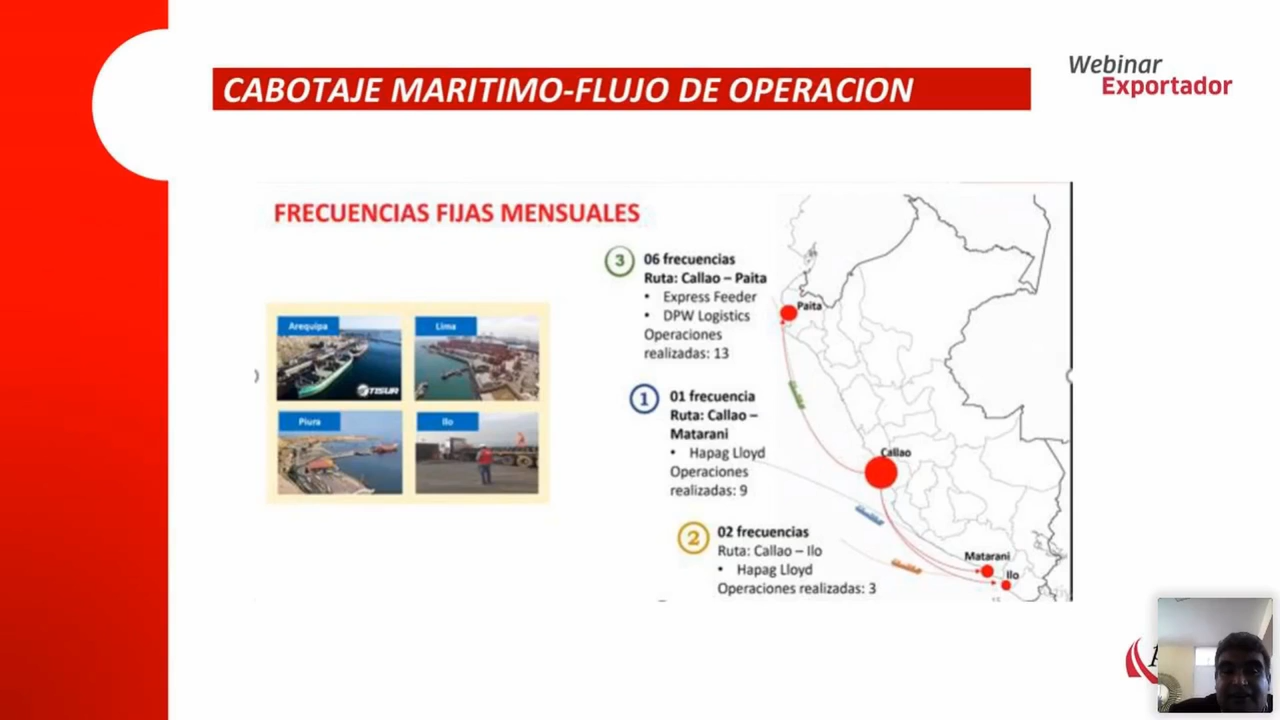 CABOTAJE MARITIMO-FLUJO DE OPERACION
Webinar
Exportador
FRECUENCIAS FIJAS MENSUALES
Arequipa
Lima
TISUR
Piura
Ilo
3
06 frecuencias
Ruta: Callao – Paita
• Express Feeder
• DPW Logistics
Operaciones
realizadas: 13
1
01 frecuencia
Ruta: Callao –
Matarani
• Hapag Lloyd
Operaciones
realizadas: 9
2
02 frecuencias
Ruta: Callao – Ilo
• Hapag Lloyd
Operaciones realizadas: 3
Paita
Callao
Matarani
Ilo